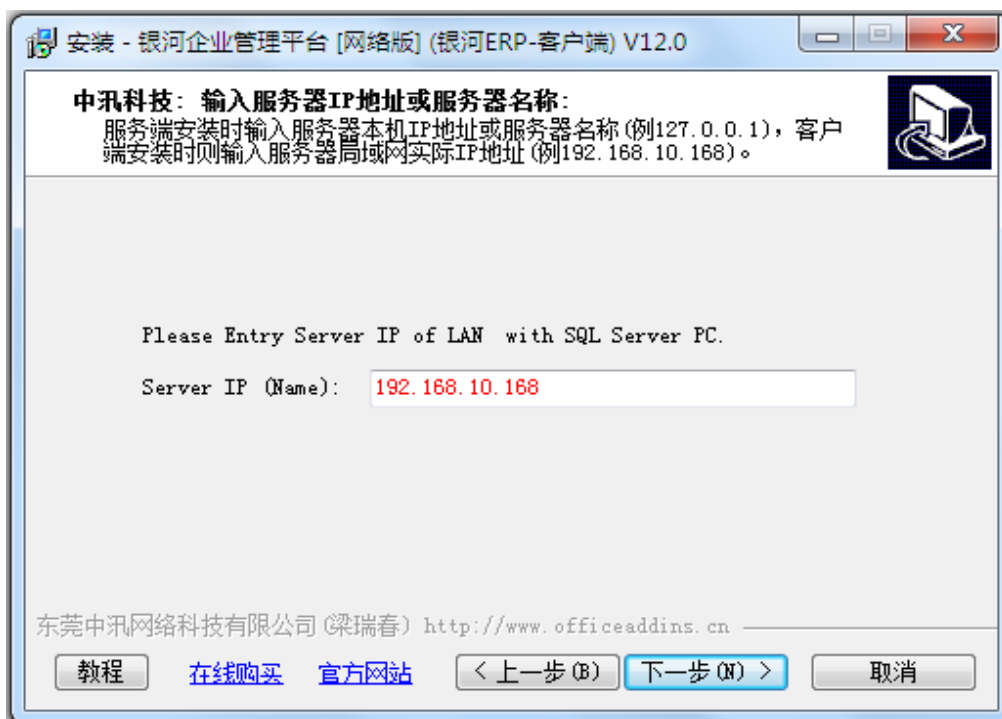 安装 - 银河企业管理平台 [网络版] (银河ERP-客户端) V12.0
中汛科技: 输入服务器IP地址或服务器名称:
服务端安装时输入服务器本机IP地址或服务器名称(例127.0.0.1)，客户
端安装时则输入服务器局域网实际IP地址(例192.168.10.168)。
Please Entry Server IP of LAN  with SQL Server PC.
Server IP (Name): 192.168.10.168
东莞中汛网络科技有限公司(梁瑞春) http://www.officeaddins.cn
教程 在线购买 官方网站 < 上一步(B) 下一步(N) > 取消